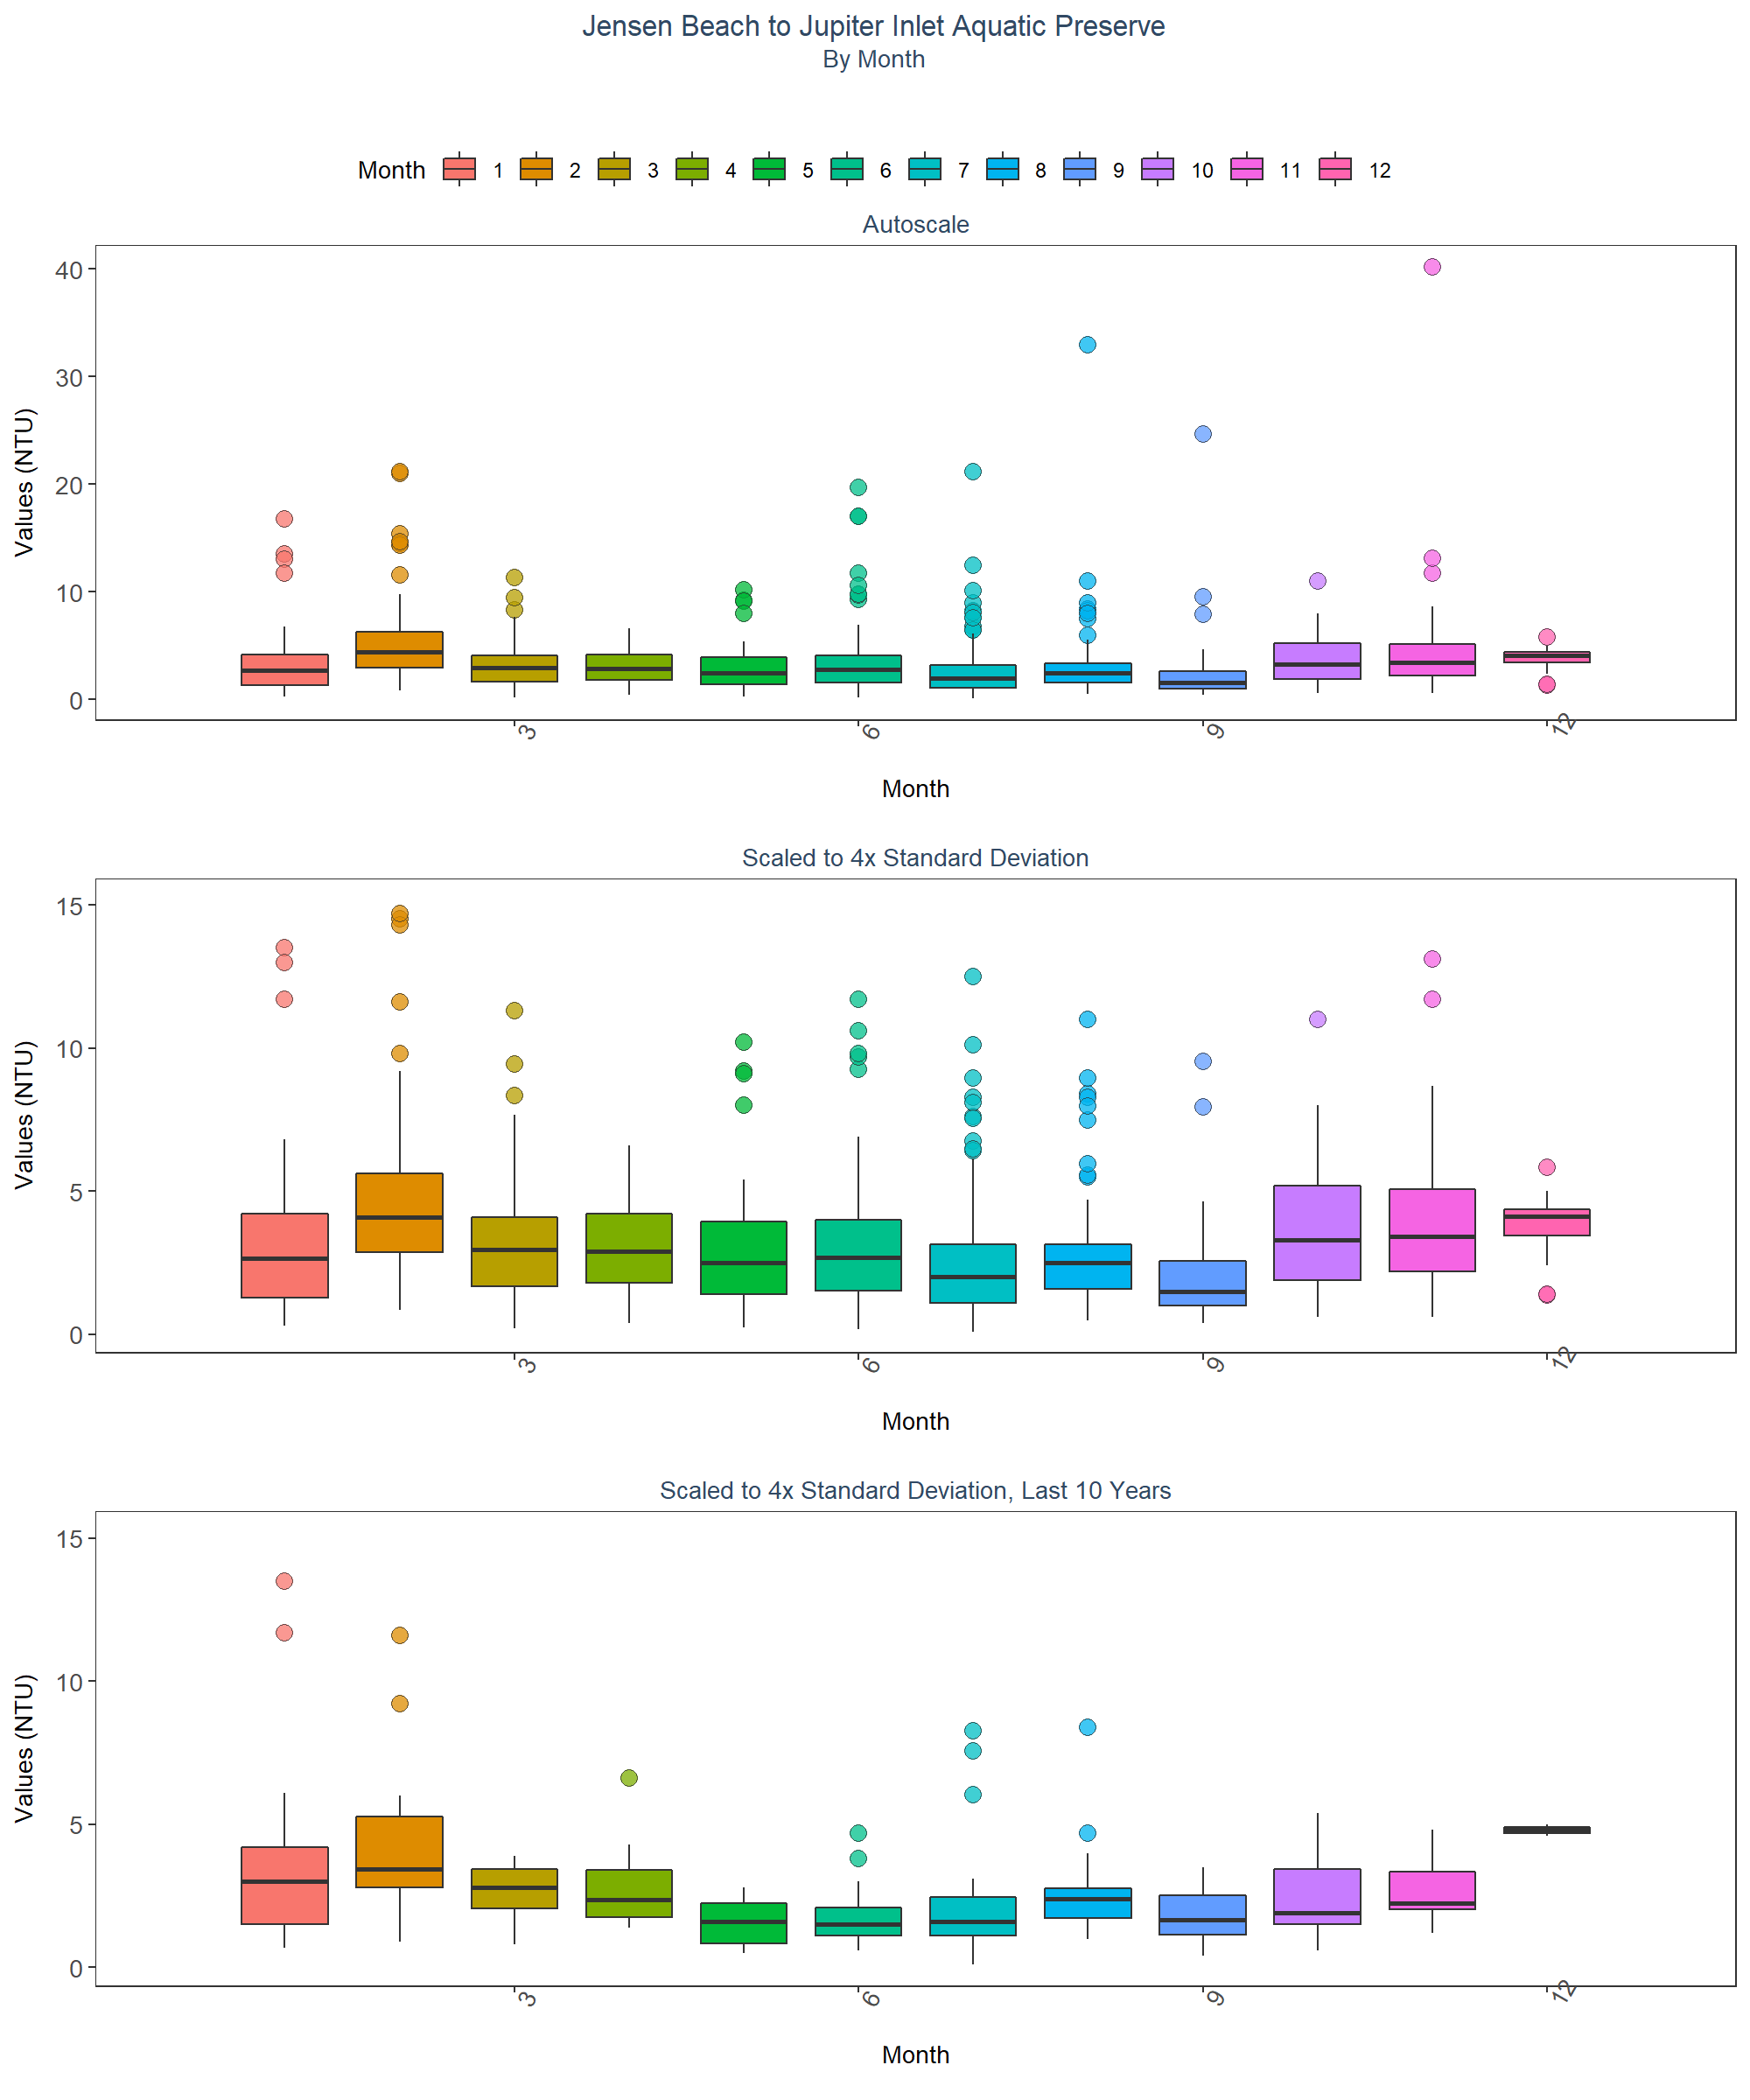 Jensen Beach to Jupiter Inlet Aquatic Preserve
By Month
Month 1 2 3 4 5 6 7 8 9 10 11 12
Autoscale
Values (NTU)
40
30
20
10
0
3 6 9 12
Month
Scaled to 4x Standard Deviation
Values (NTU)
15
10
5
0
3 6 9 12
Month
Scaled to 4x Standard Deviation, Last 10 Years
Values (NTU)
15
10
5
0
3 6 9 12
Month